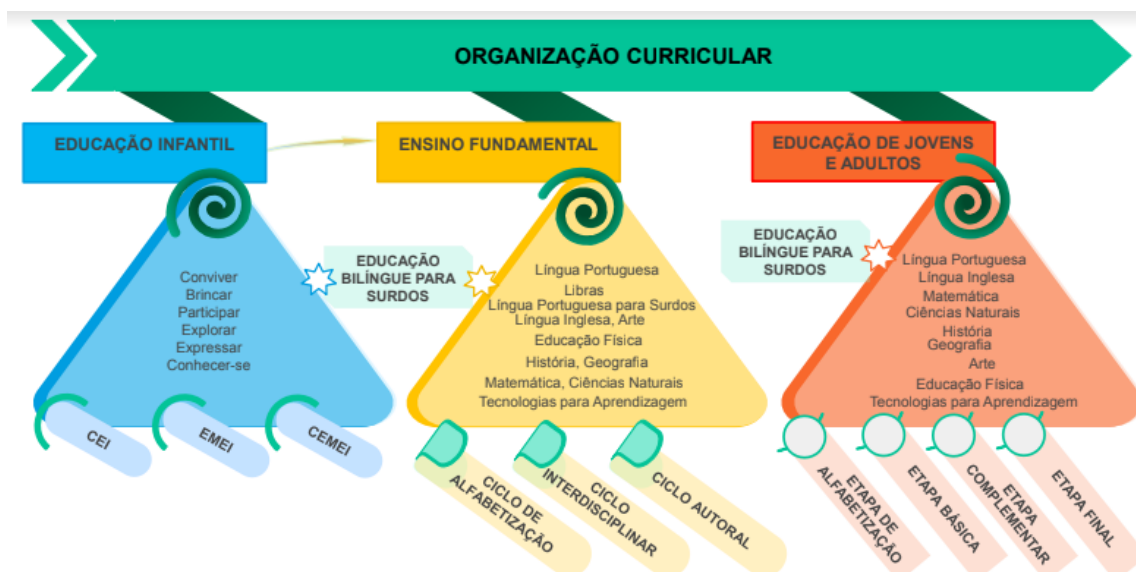 ORGANIZAÇÃO CURRICULAR
EDUCAÇÃO INFANTIL
Conviver
Brincar
Participar
Explorar
Expressar
Conhecer-se
CEI
EMEI
CEMEI
EDUCAÇÃO
BILÍNGUE PARA
SURDOS
ENSINO FUNDAMENTAL
Língua Portuguesa
Libras
Língua Portuguesa para Surdos
Língua Inglesa, Arte
Educação Física
História, Geografia
Matemática, Ciências Naturais
Tecnologias para Aprendizagem
CICLO DE
ALFABETIZAÇÃO
CICLO
INTERDISCIPLINAR
CICLO AUTORAL
EDUCAÇÃO DE JOVENS
E ADULTOS
EDUCAÇÃO
BILÍNGUE PARA
SURDOS
Língua Portuguesa
Língua Inglesa
Matemática
Ciências Naturais
História
Geografia
Arte
Educação Física
Tecnologias para Aprendizagem
ETAPA DE
ALFABETIZAÇÃO
ETAPA BÁSICA
ETAPA
COMPLEMENTAR
ETAPA FINAL